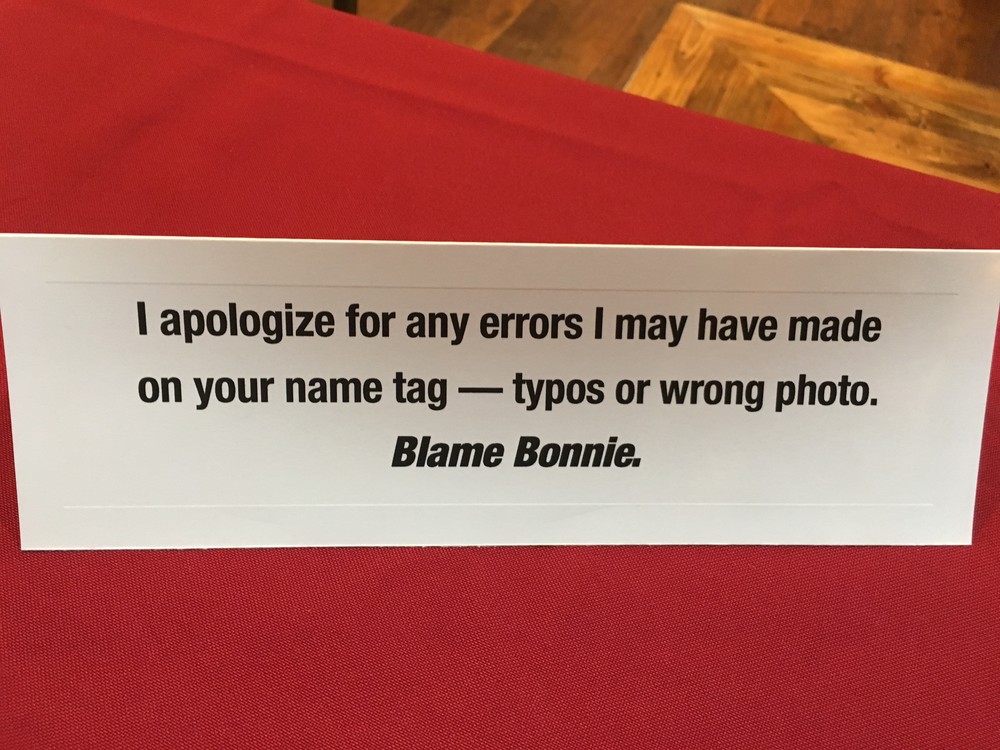 I apologize for any errors I may have made
on your name tag — typos or wrong photo.
Blame Bonnie.